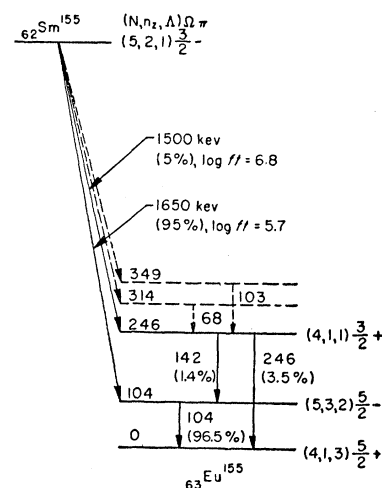 ₆₂Sm¹⁵⁵
(N,n_z,Λ)Ωπ
(5,2,1) 3/2 −
1500 kev
(5%), log ft = 6.8
1650 kev
(95%), log ft = 5.7
349
103
314
68
246
(4,1,1) 3/2 +
142
(1.4%)
246
(3.5%)
104
(5,3,2) 5/2 −
104
(96.5%)
0
(4,1,3) 5/2 +
₆₃Eu¹⁵⁵